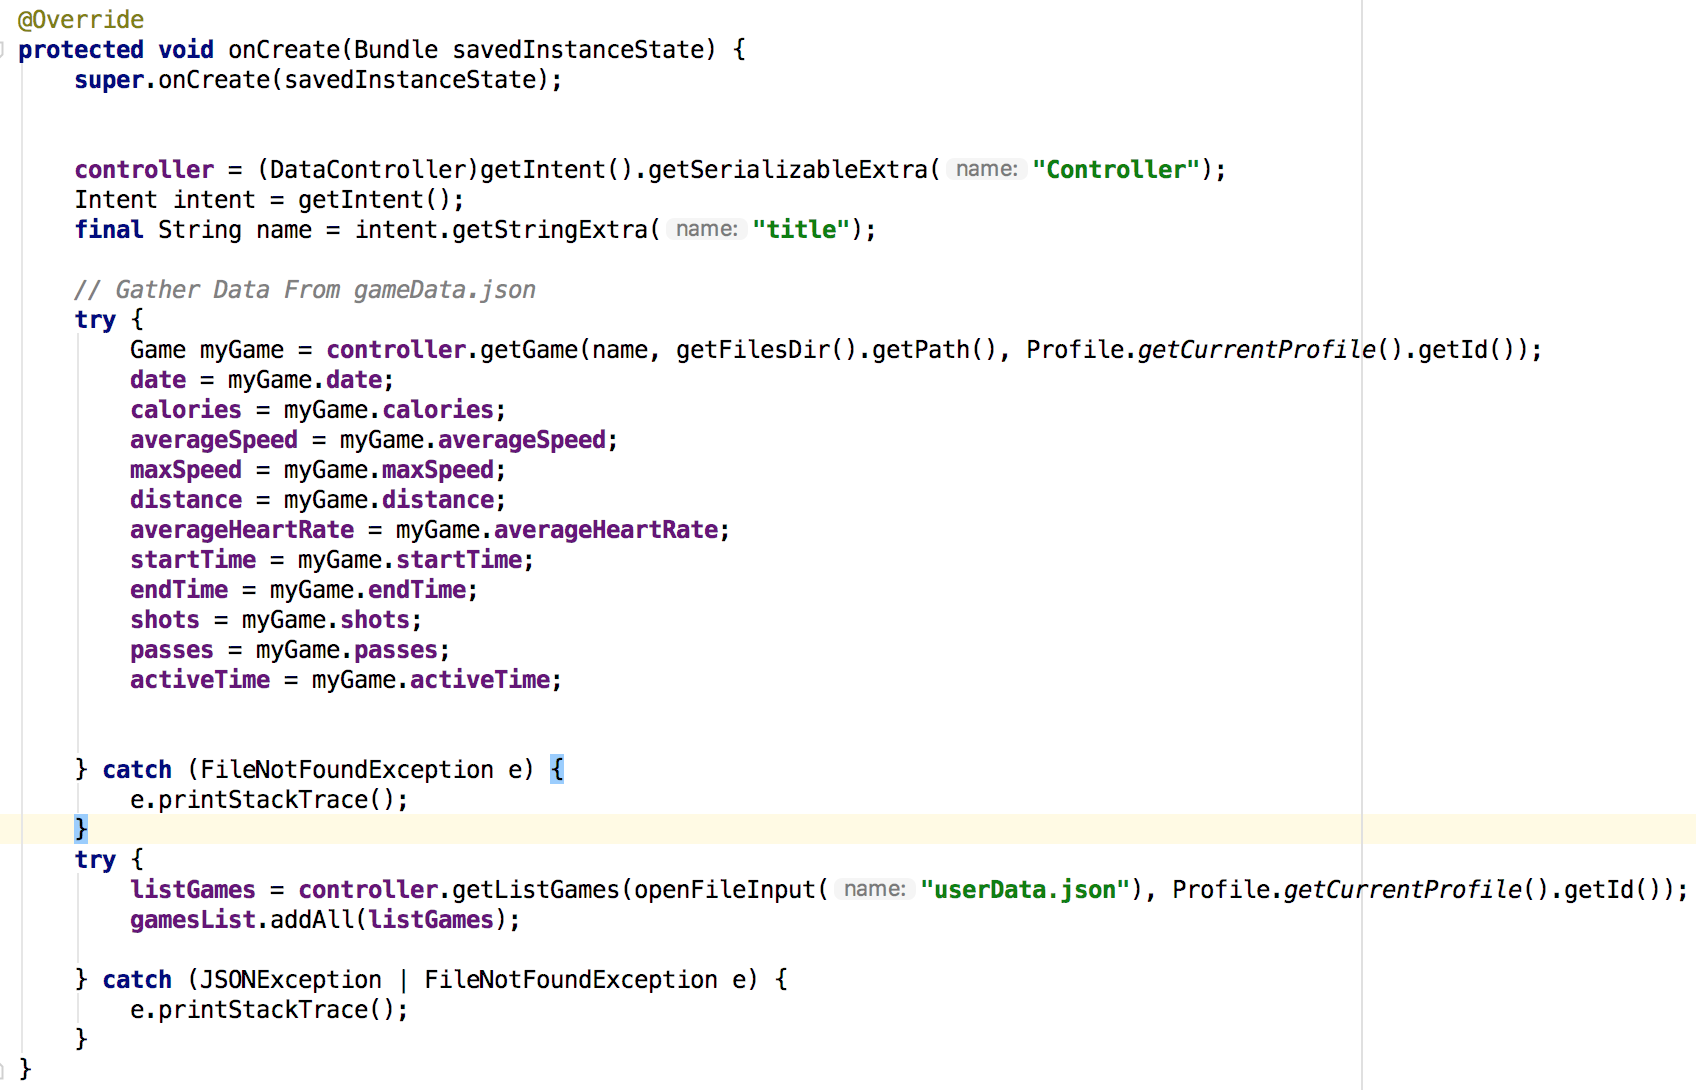 @Override
protected void onCreate(Bundle savedInstanceState) {
super.onCreate(savedInstanceState);
controller = (DataController)getIntent().getSerializableExtra( name: "Controller");
Intent intent = getIntent();
final String name = intent.getStringExtra( name: "title");
// Gather Data From gameData.json
try {
Game myGame = controller.getGame(name, getFilesDir().getPath(), Profile.getCurrentProfile().getId());
date = myGame.date;
calories = myGame.calories;
averageSpeed = myGame.averageSpeed;
maxSpeed = myGame.maxSpeed;
distance = myGame.distance;
averageHeartRate = myGame.averageHeartRate;
startTime = myGame.startTime;
endTime = myGame.endTime;
shots = myGame.shots;
passes = myGame.passes;
activeTime = myGame.activeTime;
} catch (FileNotFoundException e) {
e.printStackTrace();
}
try {
listGames = controller.getListGames(openFileInput( name: "userData.json"), Profile.getCurrentProfile().getId());
gamesList.addAll(listGames);
} catch (JSONException | FileNotFoundException e) {
e.printStackTrace();
}
}